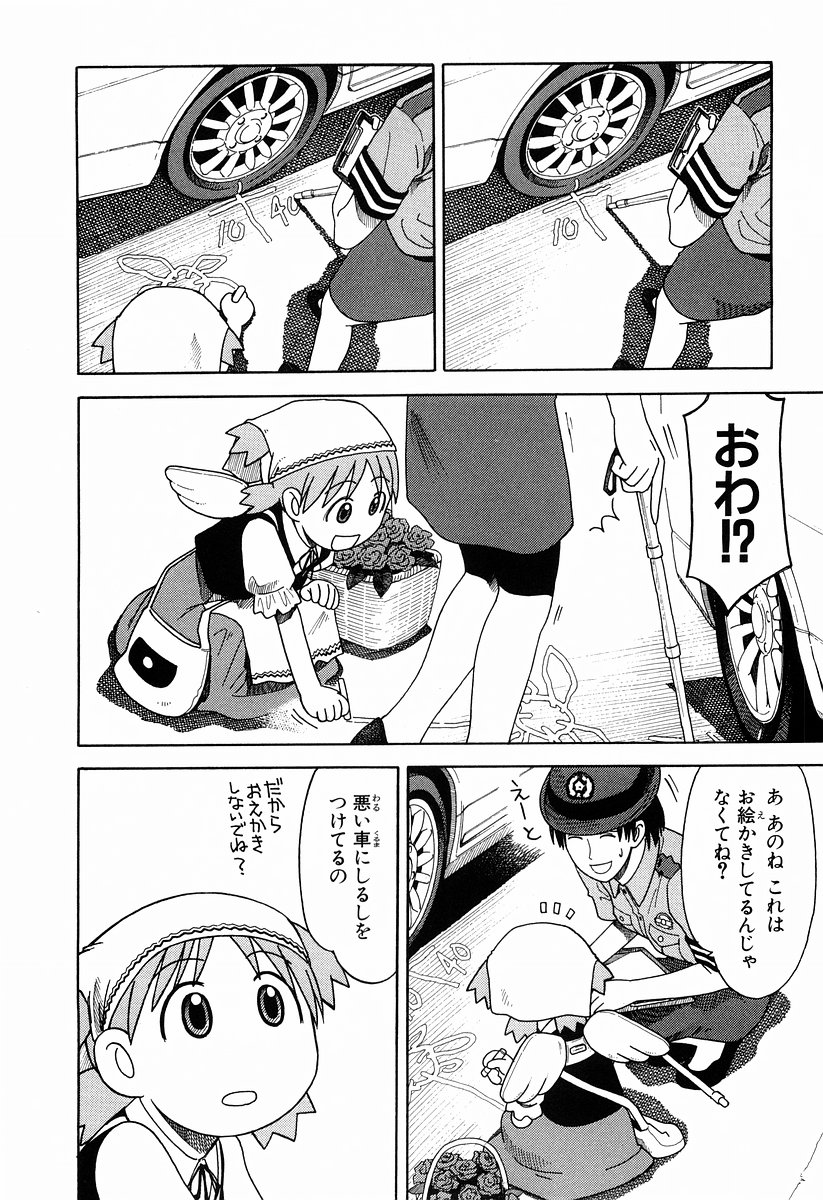 10
10
40
おわ!?
あ あのね これは
お絵かきしてるんじゃ
なくてね?
えーと
40
悪い車にしるしを
つけてるの
だから
おえかき
しないでね?